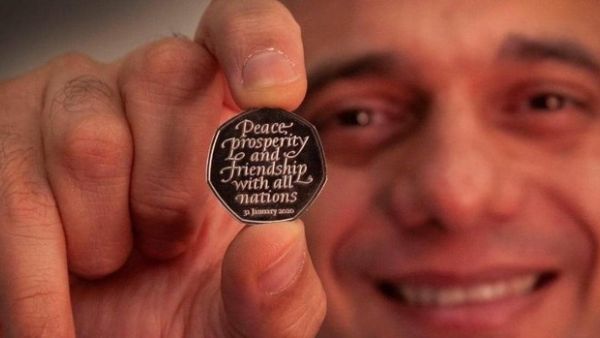 Peace,
prosperity
and
friendship
with all
nations
31 January 2020